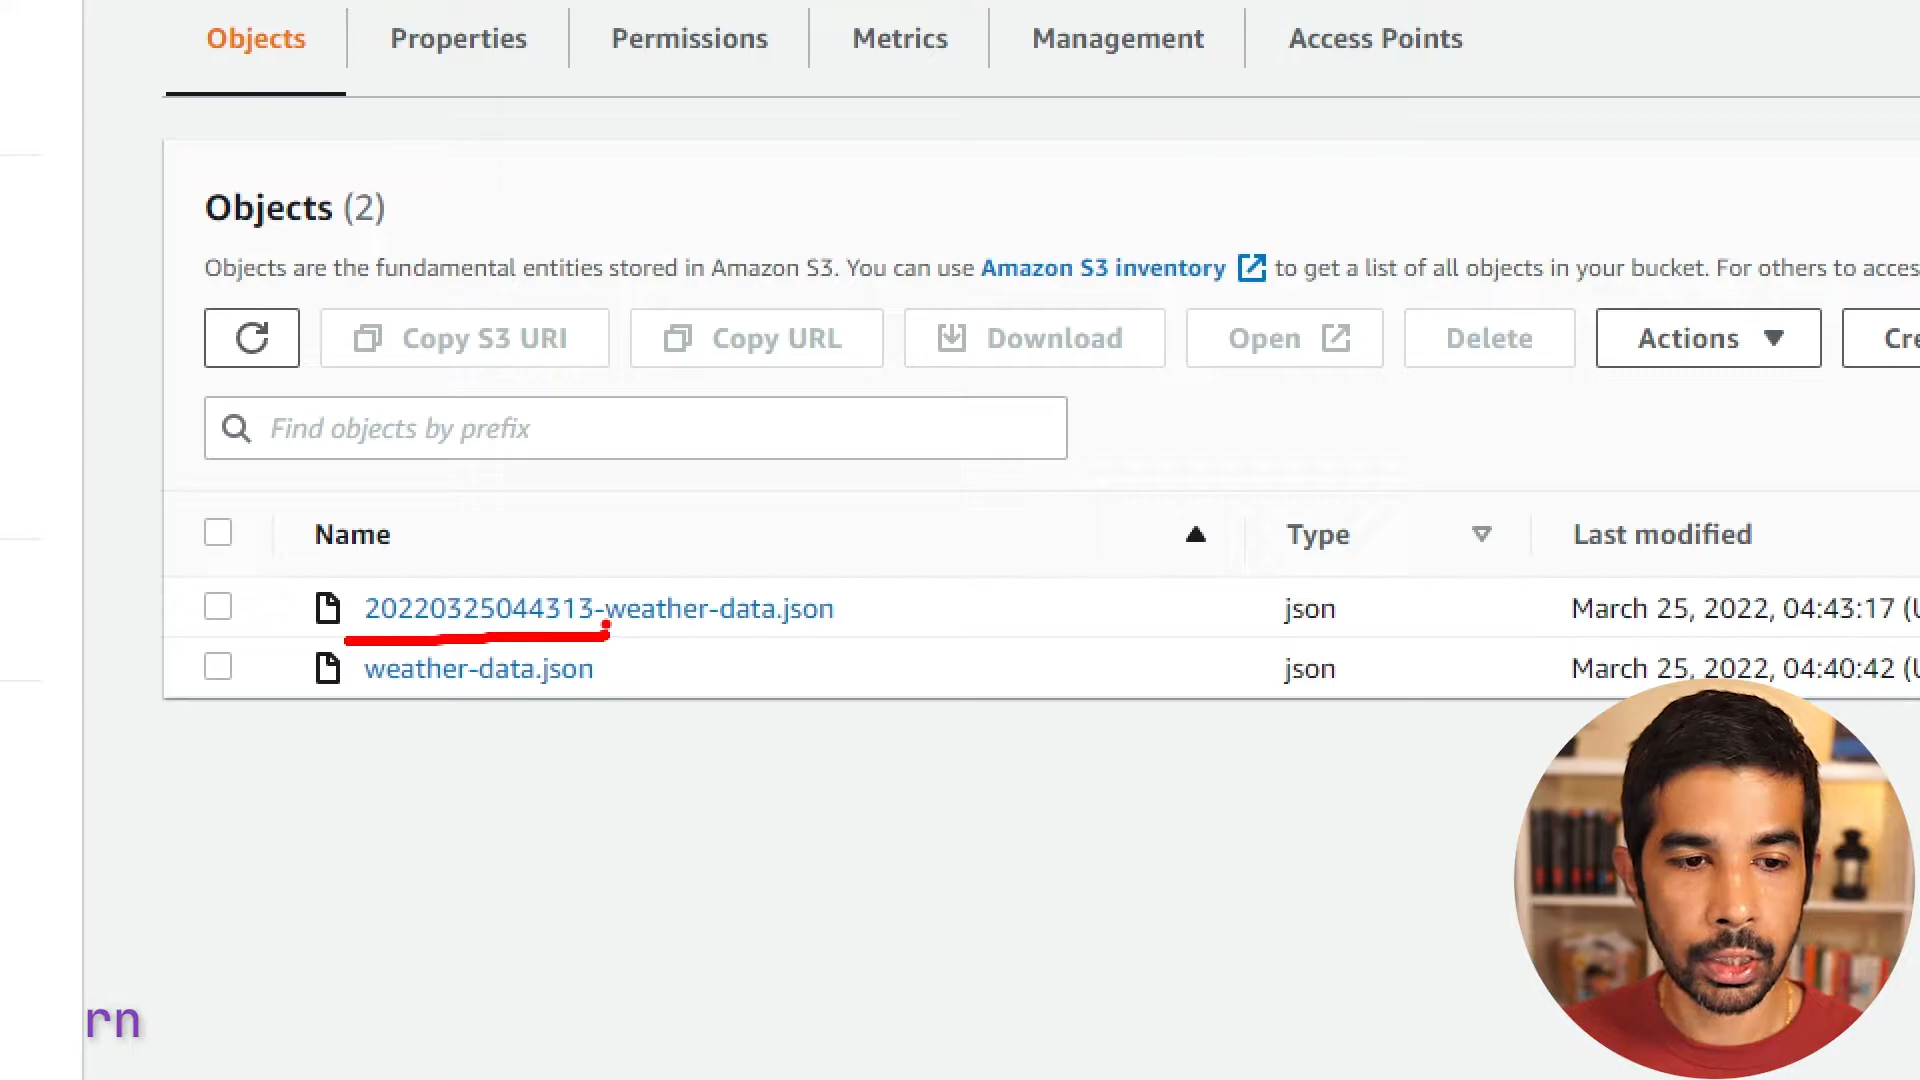 Objects Properties Permissions Metrics Management Access Points
Objects (2)
Objects are the fundamental entities stored in Amazon S3. You can use Amazon S3 inventory to get a list of all objects in your bucket. For others to acces
Copy S3 URI Copy URL Download Open Delete Actions Cre
Find objects by prefix
Name Type Last modified
20220325044313-weather-data.json json March 25, 2022, 04:43:17 (U
weather-data.json json March 25, 2022, 04:40:42 (U
rn